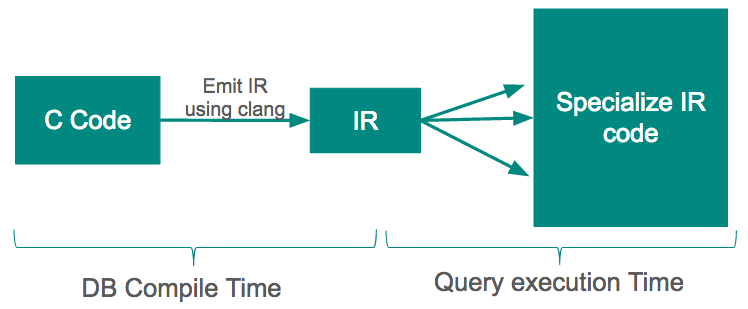 C Code
Emit IR
using clang
IR
Specialize IR
code
DB Compile Time
Query execution Time